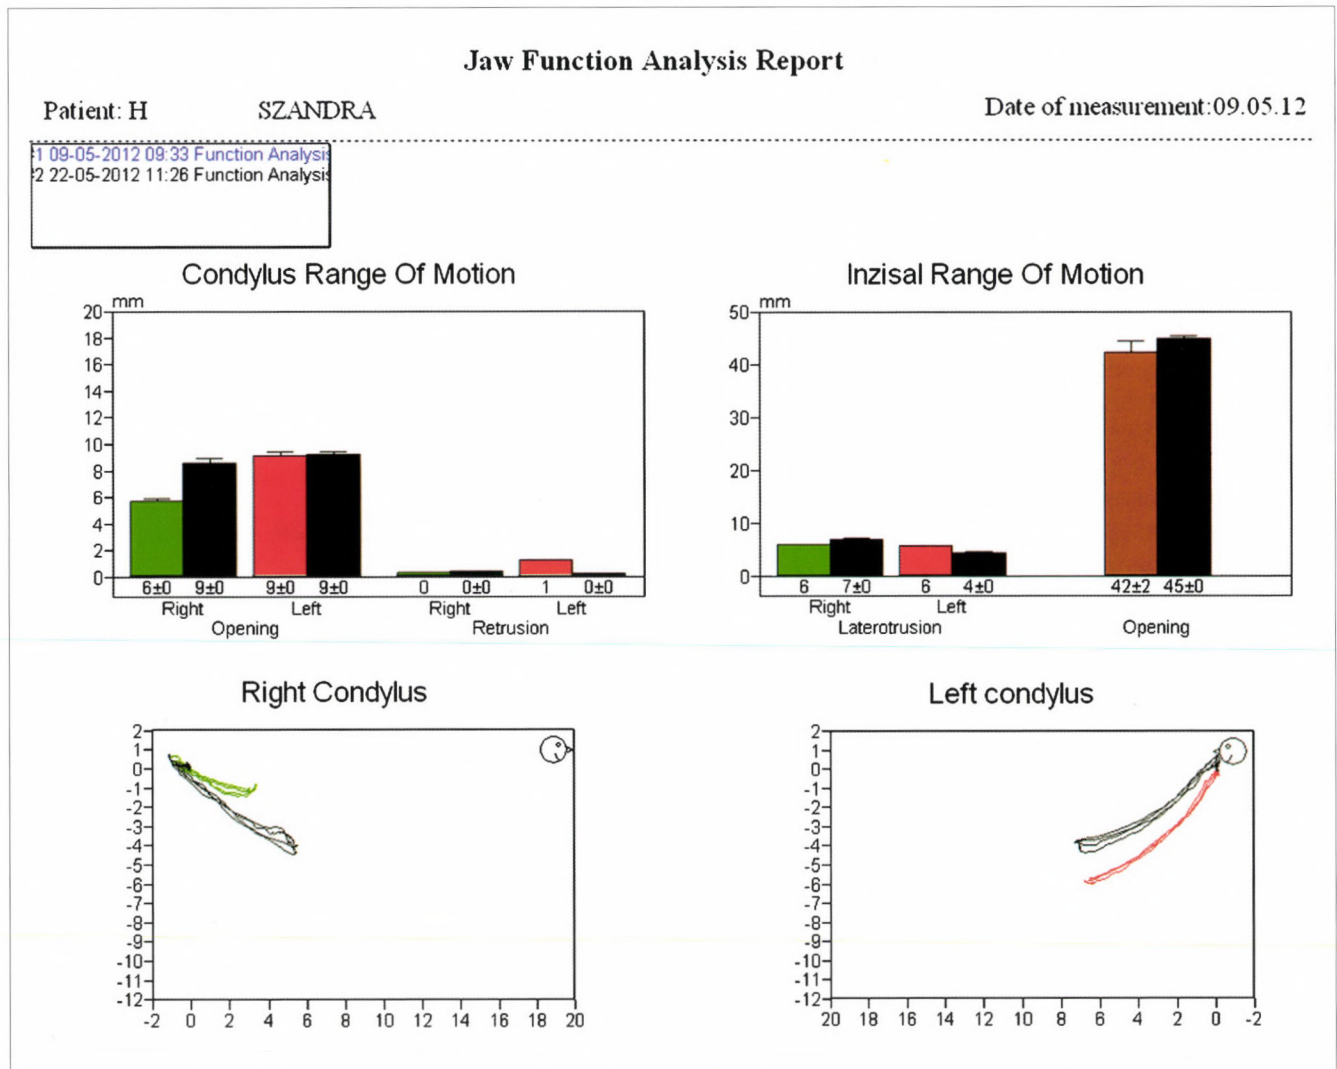 Jaw Function Analysis Report
Patient: H SZANDRA
Date of measurement:09.05.12
1 09-05-2012 09:33 Function Analysis
2 22-05-2012 11:26 Function Analysis
Condylus Range Of Motion
mm
20
18
16
14
12
10
8
6
4
2
0
6±0 9±0 9±0 9±0 0 0±0 1 0±0
Right Left Right Left
Opening Retrusion
Inzisal Range Of Motion
mm
50
40
30
20
10
0
6 7±0 6 4±0 42±2 45±0
Right Left
Laterotrusion Opening
Right Condylus
2
1
0
-1
-2
-3
-4
-5
-6
-7
-8
-9
-10
-11
-12
-2 0 2 4 6 8 10 12 14 16 18 20
Left condylus
2
1
0
-1
-2
-3
-4
-5
-6
-7
-8
-9
-10
-11
-12
20 18 16 14 12 10 8 6 4 2 0 -2